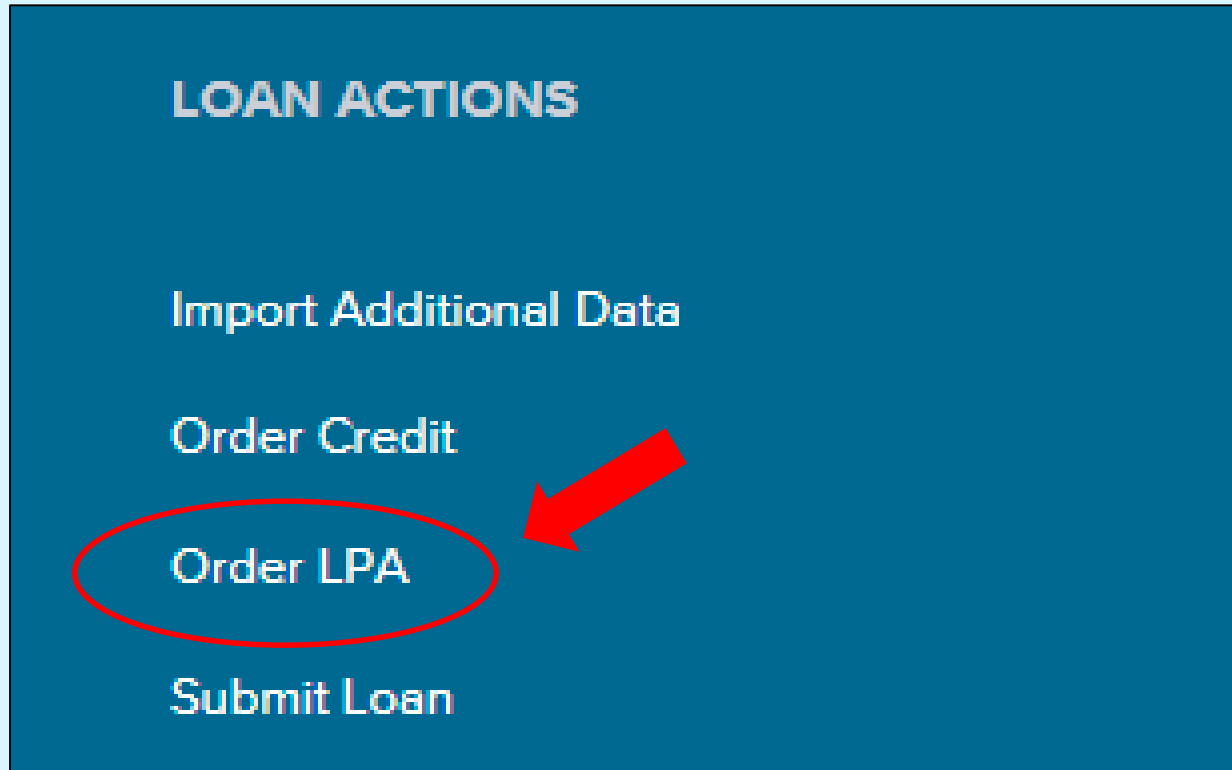 LOAN ACTIONS
Import Additional Data
Order Credit
Order LPA
Submit Loan